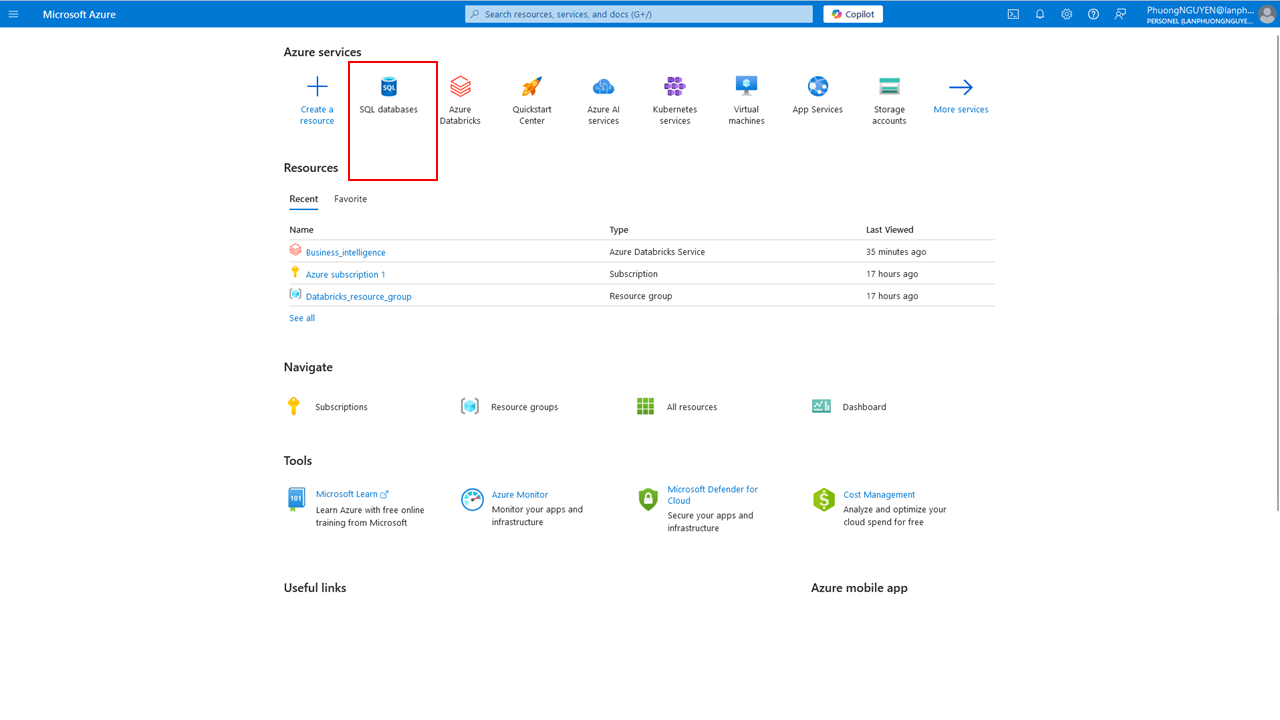 Microsoft Azure
Search resources, services, and docs (G+/)
Copilot
PhuongNGUYEN@lanph...
PERSONEL (LANPHUONGNGUYE...
Azure services
Create a
resource
SQL
SQL databases
Azure
Databricks
Quickstart
Center
Azure AI
services
Kubernetes
services
Virtual
machines
App Services
Storage
accounts
More services
Resources
Recent
Favorite
Name
Type
Last Viewed
Business_intelligence
Azure Databricks Service
35 minutes ago
Azure subscription 1
Subscription
17 hours ago
Databricks_resource_group
Resource group
17 hours ago
See all
Navigate
Subscriptions
Resource groups
All resources
Dashboard
Tools
101
Microsoft Learn
Learn Azure with free online
training from Microsoft
Azure Monitor
Monitor your apps and
infrastructure
Microsoft Defender for
Cloud
Secure your apps and
infrastructure
$
Cost Management
Analyze and optimize your
cloud spend for free
Useful links
Azure mobile app